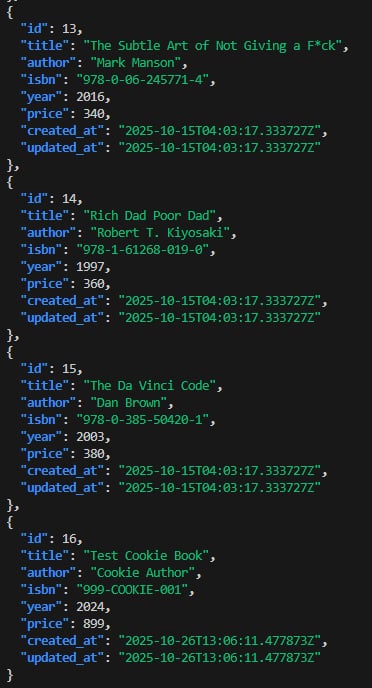 {
"id": 13,
"title": "The Subtle Art of Not Giving a F*ck",
"author": "Mark Manson",
"isbn": "978-0-06-245771-4",
"year": 2016,
"price": 340,
"created_at": "2025-10-15T04:03:17.333727Z",
"updated_at": "2025-10-15T04:03:17.333727Z"
},
{
"id": 14,
"title": "Rich Dad Poor Dad",
"author": "Robert T. Kiyosaki",
"isbn": "978-1-61268-019-0",
"year": 1997,
"price": 360,
"created_at": "2025-10-15T04:03:17.333727Z",
"updated_at": "2025-10-15T04:03:17.333727Z"
},
{
"id": 15,
"title": "The Da Vinci Code",
"author": "Dan Brown",
"isbn": "978-0-385-50420-1",
"year": 2003,
"price": 380,
"created_at": "2025-10-15T04:03:17.333727Z",
"updated_at": "2025-10-15T04:03:17.333727Z"
},
{
"id": 16,
"title": "Test Cookie Book",
"author": "Cookie Author",
"isbn": "999-COOKIE-001",
"year": 2024,
"price": 899,
"created_at": "2025-10-26T13:06:11.477873Z",
"updated_at": "2025-10-26T13:06:11.477873Z"
}